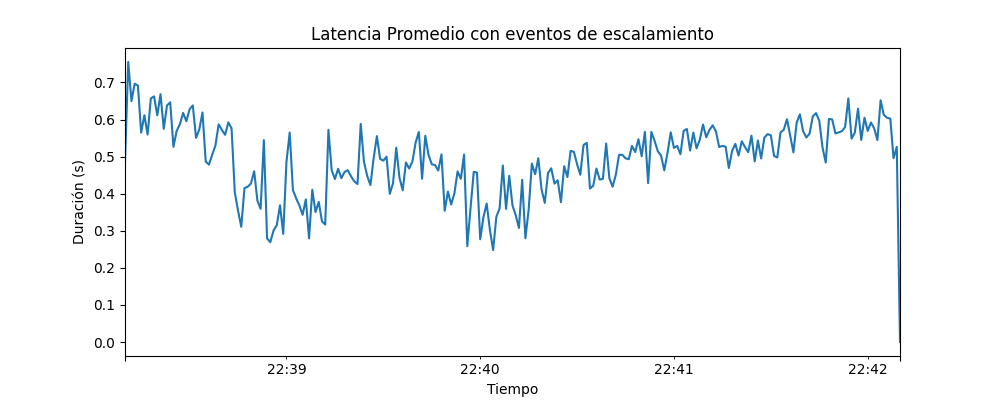 Latencia Promedio con eventos de escalamiento
Duración (s)
0.7
0.6
0.5
0.4
0.3
0.2
0.1
0.0
22:39 22:40 22:41 22:42
Tiempo